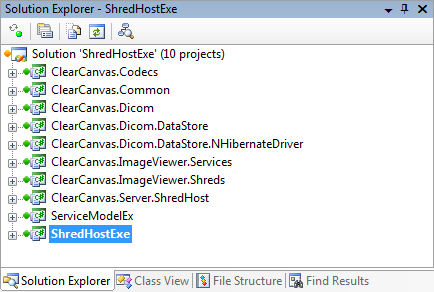 Solution Explorer - ShredHostExe
Solution 'ShredHostExe' (10 projects)
ClearCanvas.Codecs
ClearCanvas.Common
ClearCanvas.Dicom
ClearCanvas.Dicom.DataStore
ClearCanvas.Dicom.DataStore.NHibernateDriver
ClearCanvas.ImageViewer.Services
ClearCanvas.ImageViewer.Shreds
ClearCanvas.Server.ShredHost
ServiceModelEx
ShredHostExe
Solution Explorer Class View File Structure Find Results